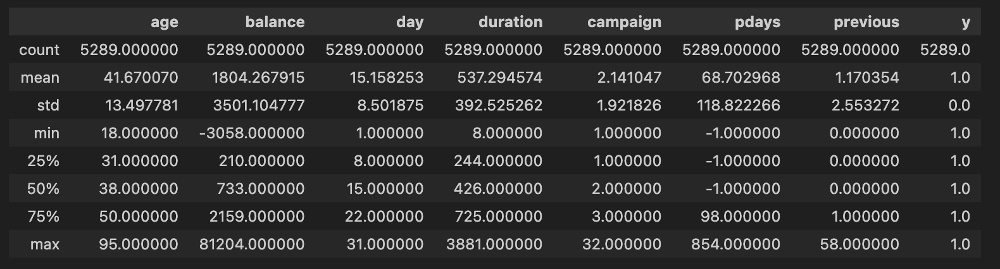 age balance day duration campaign pdays previous y
count 5289.000000 5289.000000 5289.000000 5289.000000 5289.000000 5289.000000 5289.000000 5289.0
mean 41.670070 1804.267915 15.158253 537.294574 2.141047 68.702968 1.170354 1.0
std 13.497781 3501.104777 8.501875 392.525262 1.921826 118.822266 2.553272 0.0
min 18.000000 -3058.000000 1.000000 8.000000 1.000000 -1.000000 0.000000 1.0
25% 31.000000 210.000000 8.000000 244.000000 1.000000 -1.000000 0.000000 1.0
50% 38.000000 733.000000 15.000000 426.000000 2.000000 -1.000000 0.000000 1.0
75% 50.000000 2159.000000 22.000000 725.000000 3.000000 98.000000 1.000000 1.0
max 95.000000 81204.000000 31.000000 3881.000000 32.000000 854.000000 58.000000 1.0